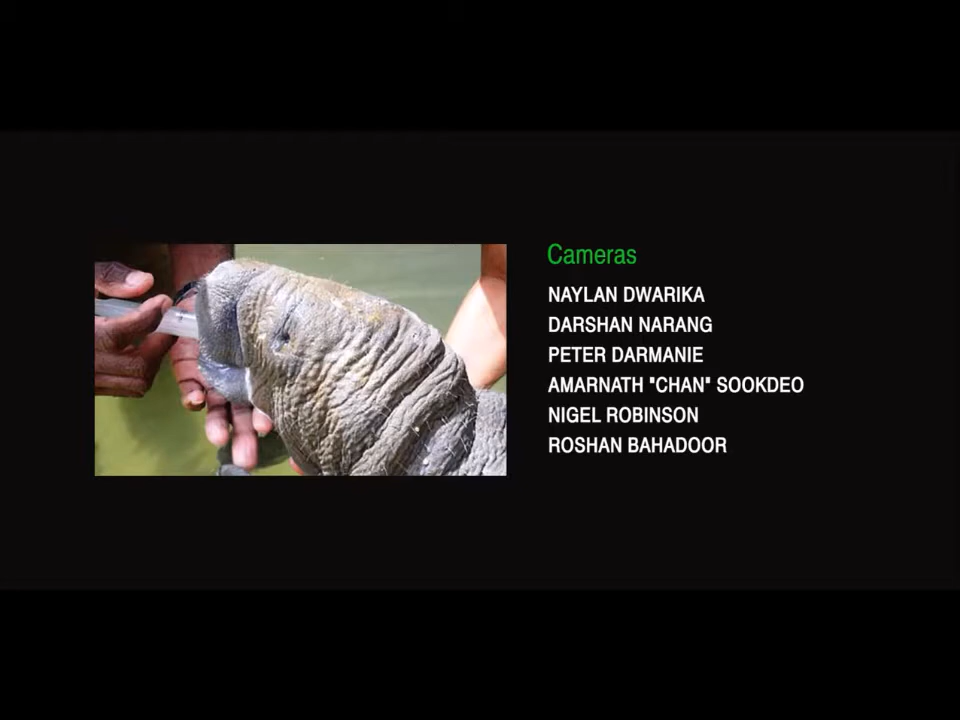 Cameras
NAYLAN DWARIKA
DARSHAN NARANG
PETER DARMANIE
AMARNATH "CHAN" SOOKDEO
NIGEL ROBINSON
ROSHAN BAHADOOR